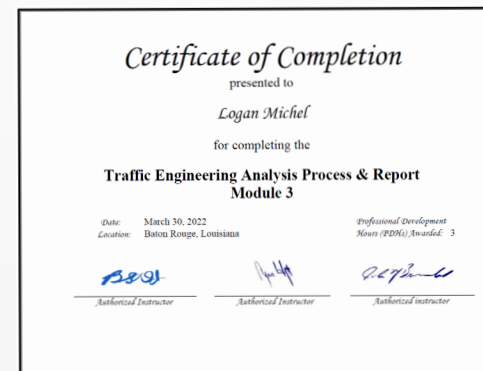 Certificate of Completion
presented to
Logan Michel
for completing the
Traffic Engineering Analysis Process & Report
Module 3
Date: March 30, 2022
Location: Baton Rouge, Louisiana
Professional Development
Hours (PDHs) Awarded: 3
Authorized Instructor
Authorized Instructor
Authorized instructor